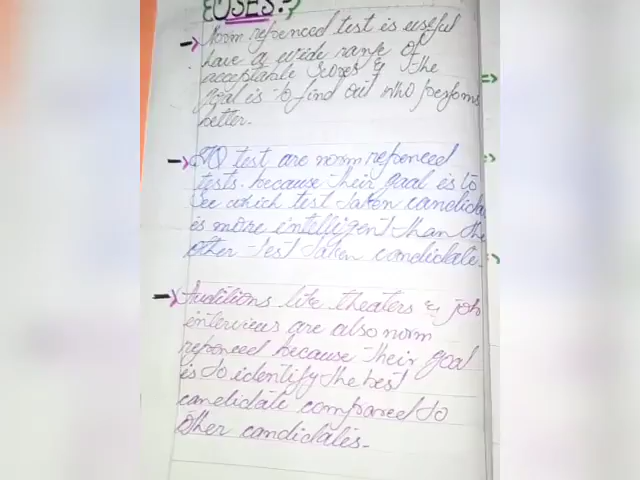 USES:-
Norm referenced test is useful
have a wide range of
acceptable scores & the
goal is to find out who performs
better.
IQ test are norm referenced
tests. because their goal is to
see which test taken candidate
is more intelligent than the
other test taken candidate.
Auditions like theaters & job
interviews are also norm
referenced because their goal
is to identify the best
candidate compared to
other candidates.